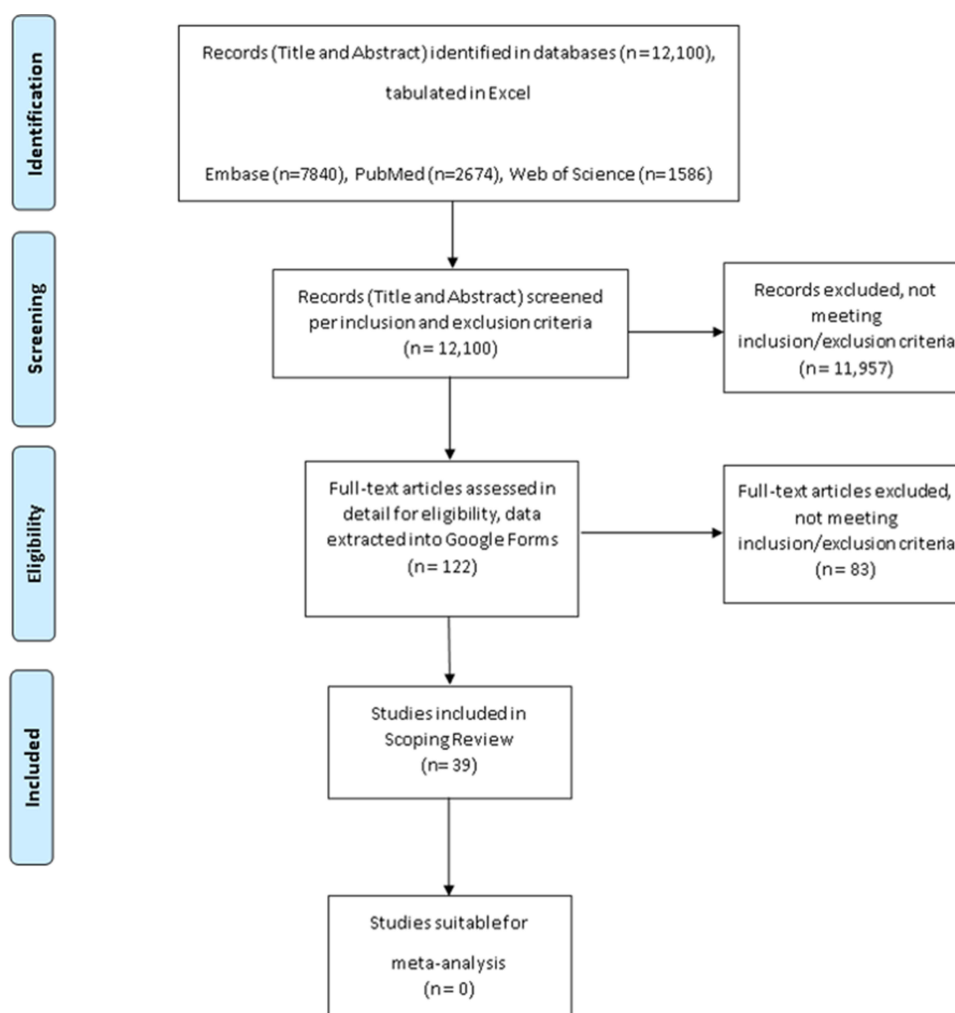 Identification
Records (Title and Abstract) identified in databases (n=12,100),
tabulated in Excel
Embase (n=7840), PubMed (n=2674), Web of Science (n=1586)
Screening
Records (Title and Abstract) screened
per inclusion and exclusion criteria
(n= 12,100)
Records excluded, not
meeting
inclusion/exclusion criteria
(n= 11,957)
Eligibility
Full-text articles assessed in
detail for eligibility, data
extracted into Google Forms
(n= 122)
Full-text articles excluded,
not meeting
inclusion/exclusion criteria
(n= 83)
Included
Studies included in
Scoping Review
(n= 39)
Studies suitable for
meta-analysis
(n= 0)